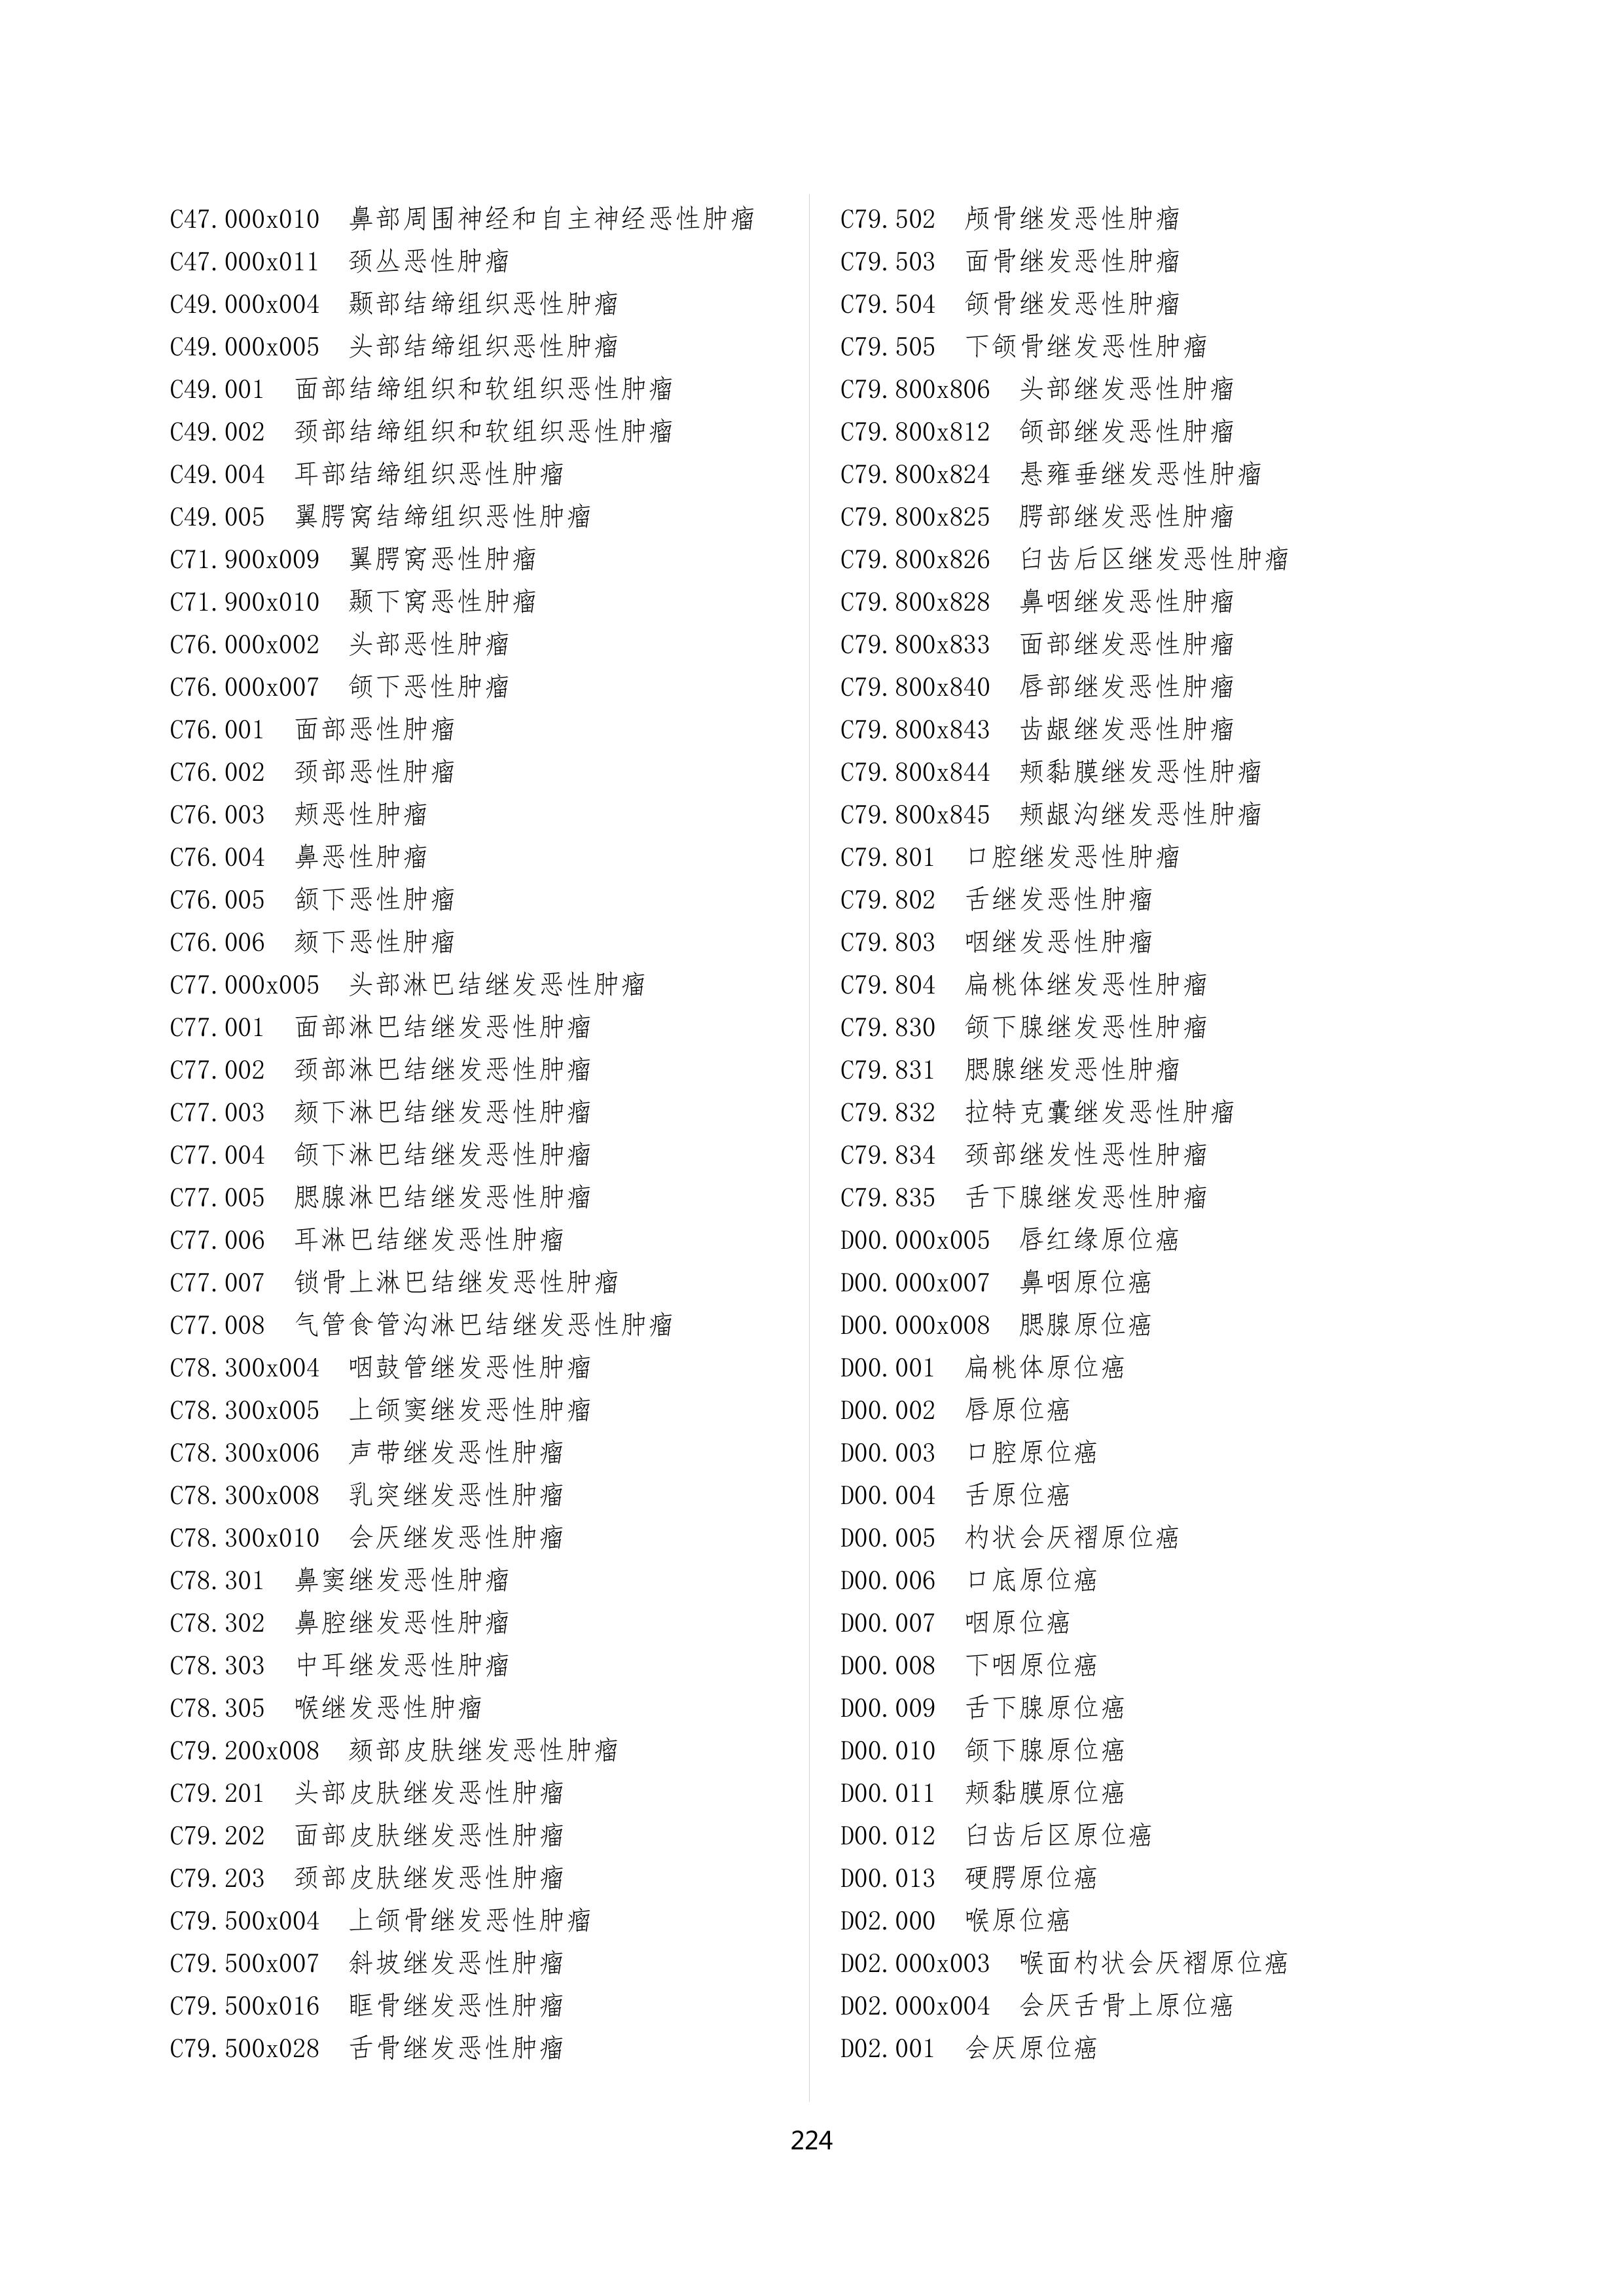 C47.000x010 鼻部周围神经和自主神经恶性肿瘤
C47.000x011 颈丛恶性肿瘤
C49.000x004 颞部结缔组织恶性肿瘤
C49.000x005 头部结缔组织恶性肿瘤
C49.001 面部结缔组织和软组织恶性肿瘤
C49.002 颈部结缔组织和软组织恶性肿瘤
C49.004 耳部结缔组织恶性肿瘤
C49.005 翼腭窝结缔组织恶性肿瘤
C71.900x009 翼腭窝恶性肿瘤
C71.900x010 颞下窝恶性肿瘤
C76.000x002 头部恶性肿瘤
C76.000x007 颌下恶性肿瘤
C76.001 面部恶性肿瘤
C76.002 颈部恶性肿瘤
C76.003 颊恶性肿瘤
C76.004 鼻恶性肿瘤
C76.005 颌下恶性肿瘤
C76.006 颏下恶性肿瘤
C77.000x005 头部淋巴结继发恶性肿瘤
C77.001 面部淋巴结继发恶性肿瘤
C77.002 颈部淋巴结继发恶性肿瘤
C77.003 颏下淋巴结继发恶性肿瘤
C77.004 颌下淋巴结继发恶性肿瘤
C77.005 腮腺淋巴结继发恶性肿瘤
C77.006 耳淋巴结继发恶性肿瘤
C77.007 锁骨上淋巴结继发恶性肿瘤
C77.008 气管食管沟淋巴结继发恶性肿瘤
C78.300x004 咽鼓管继发恶性肿瘤
C78.300x005 上颌窦继发恶性肿瘤
C78.300x006 声带继发恶性肿瘤
C78.300x008 乳突继发恶性肿瘤
C78.300x010 会厌继发恶性肿瘤
C78.301 鼻窦继发恶性肿瘤
C78.302 鼻腔继发恶性肿瘤
C78.303 中耳继发恶性肿瘤
C78.305 喉继发恶性肿瘤
C79.200x008 颏部皮肤继发恶性肿瘤
C79.201 头部皮肤继发恶性肿瘤
C79.202 面部皮肤继发恶性肿瘤
C79.203 颈部皮肤继发恶性肿瘤
C79.500x004 上颌骨继发恶性肿瘤
C79.500x007 斜坡继发恶性肿瘤
C79.500x016 眶骨继发恶性肿瘤
C79.500x028 舌骨继发恶性肿瘤
C79.502 颅骨继发恶性肿瘤
C79.503 面骨继发恶性肿瘤
C79.504 颌骨继发恶性肿瘤
C79.505 下颌骨继发恶性肿瘤
C79.800x806 头部继发恶性肿瘤
C79.800x812 颌部继发恶性肿瘤
C79.800x824 悬雍垂继发恶性肿瘤
C79.800x825 腭部继发恶性肿瘤
C79.800x826 臼齿后区继发恶性肿瘤
C79.800x828 鼻咽继发恶性肿瘤
C79.800x833 面部继发恶性肿瘤
C79.800x840 唇部继发恶性肿瘤
C79.800x843 齿龈继发恶性肿瘤
C79.800x844 颊黏膜继发恶性肿瘤
C79.800x845 颊龈沟继发恶性肿瘤
C79.801 口腔继发恶性肿瘤
C79.802 舌继发恶性肿瘤
C79.803 咽继发恶性肿瘤
C79.804 扁桃体继发恶性肿瘤
C79.830 颌下腺继发恶性肿瘤
C79.831 腮腺继发恶性肿瘤
C79.832 拉特克囊继发恶性肿瘤
C79.834 颈部继发性恶性肿瘤
C79.835 舌下腺继发恶性肿瘤
D00.000x005 唇红缘原位癌
D00.000x007 鼻咽原位癌
D00.000x008 腮腺原位癌
D00.001 扁桃体原位癌
D00.002 唇原位癌
D00.003 口腔原位癌
D00.004 舌原位癌
D00.005 杓状会厌褶原位癌
D00.006 口底原位癌
D00.007 咽原位癌
D00.008 下咽原位癌
D00.009 舌下腺原位癌
D00.010 颌下腺原位癌
D00.011 颊黏膜原位癌
D00.012 臼齿后区原位癌
D00.013 硬腭原位癌
D02.000 喉原位癌
D02.000x003 喉面杓状会厌褶原位癌
D02.000x004 会厌舌骨上原位癌
D02.001 会厌原位癌
224